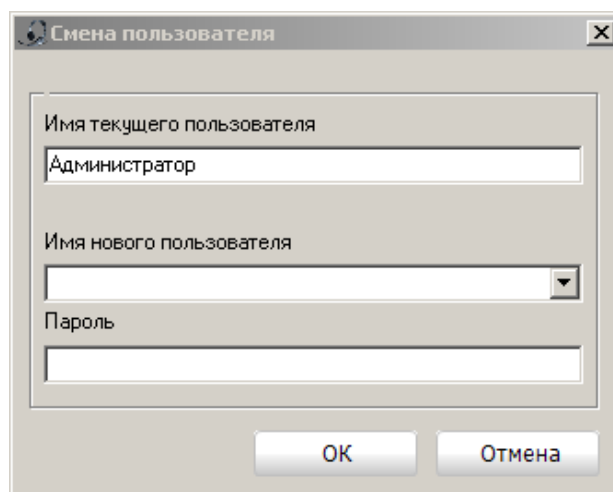 Смена пользователя
Имя текущего пользователя
Администратор
Имя нового пользователя
Пароль
ОК
Отмена